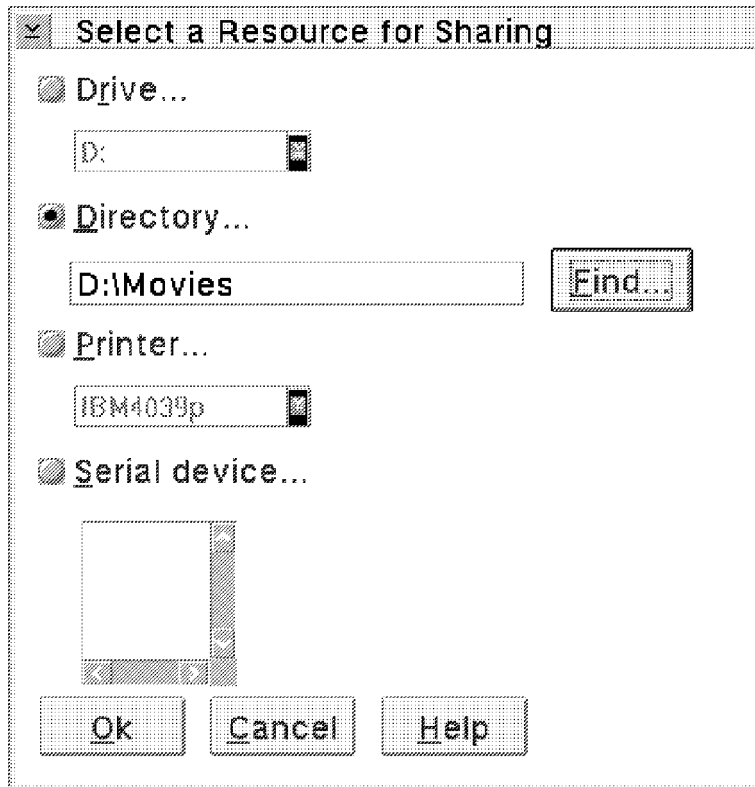 Select a Resource for Sharing
Drive...
D:
Directory...
D:\Movies
Find...
Printer...
IBM4039p
Serial device...
Ok Cancel Help